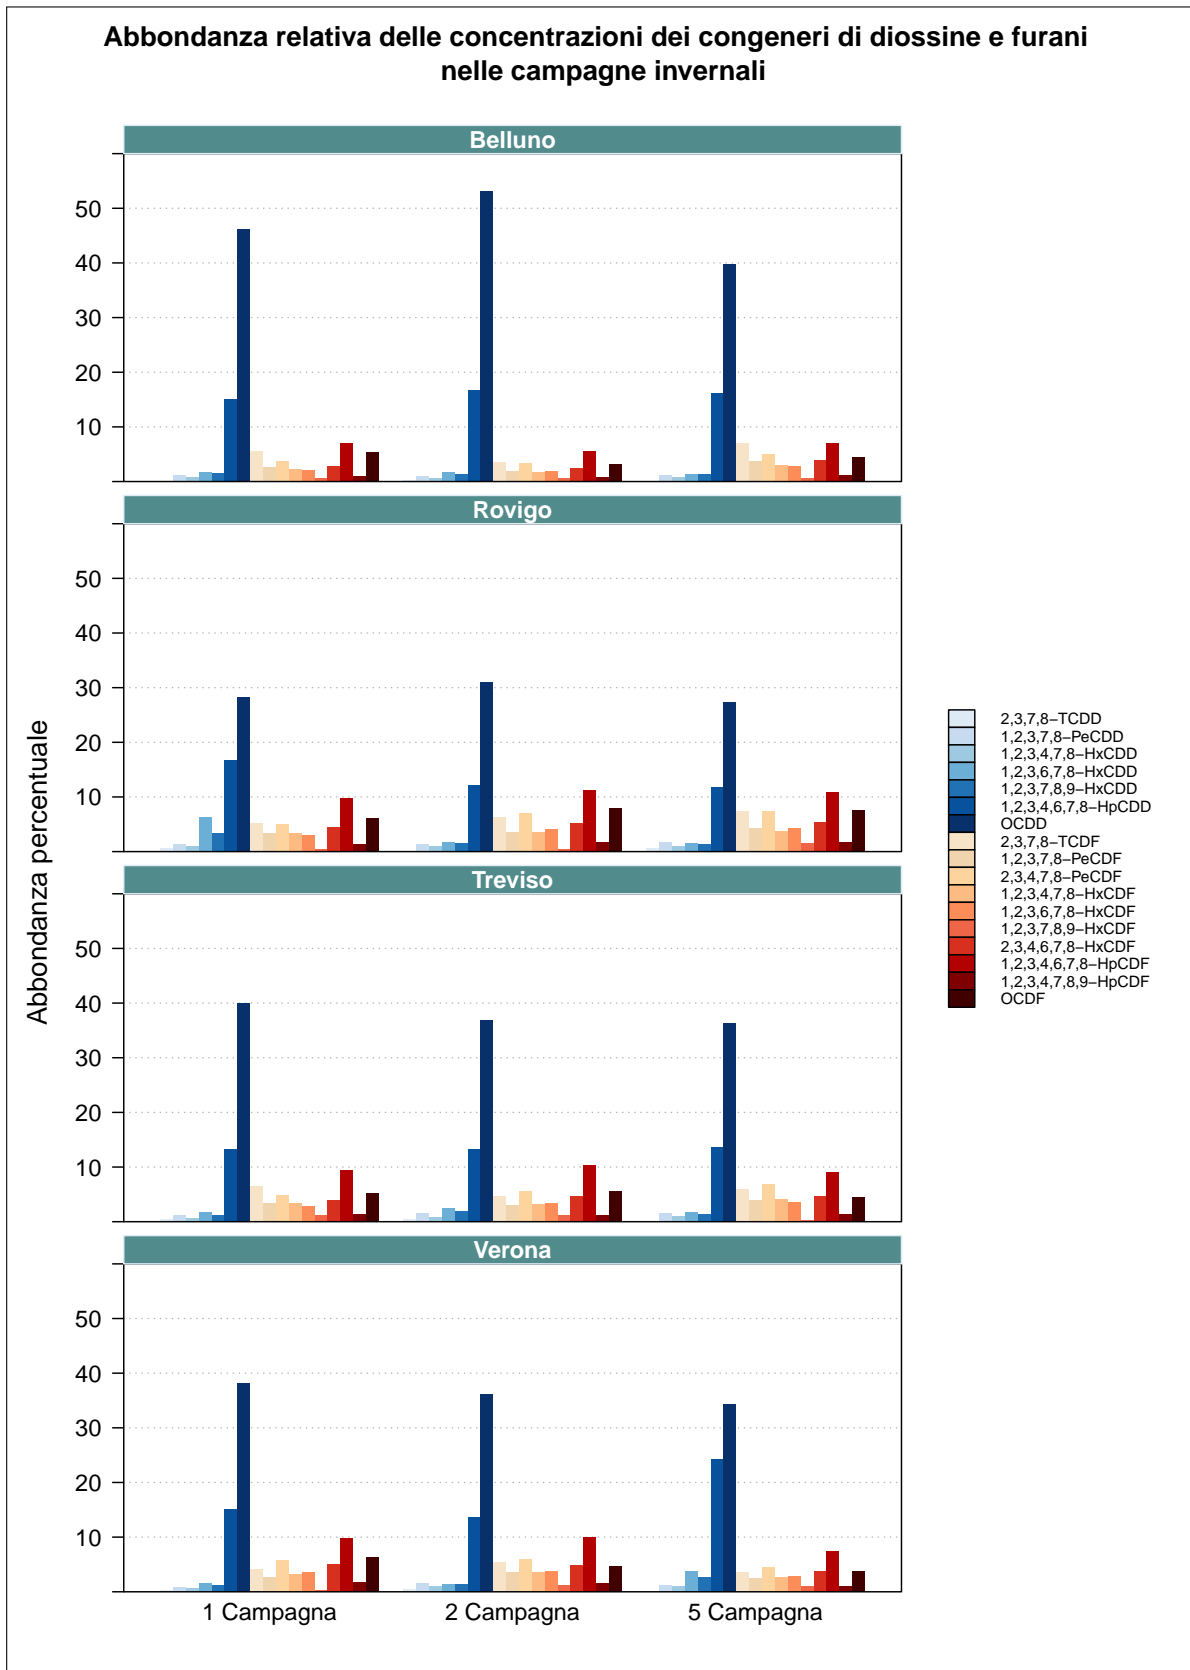 Abbondanza relativa delle concentrazioni dei congeneri di diossine e furani
nelle campagne invernali
Abbondanza percentuale
Belluno
50
40
30
20
10
Rovigo
50
40
30
20
10
Treviso
50
40
30
20
10
Verona
50
40
30
20
10
1 Campagna 2 Campagna 5 Campagna
2,3,7,8−TCDD
1,2,3,7,8−PeCDD
1,2,3,4,7,8−HxCDD
1,2,3,6,7,8−HxCDD
1,2,3,7,8,9−HxCDD
1,2,3,4,6,7,8−HpCDD
OCDD
2,3,7,8−TCDF
1,2,3,7,8−PeCDF
2,3,4,7,8−PeCDF
1,2,3,4,7,8−HxCDF
1,2,3,6,7,8−HxCDF
1,2,3,7,8,9−HxCDF
2,3,4,6,7,8−HxCDF
1,2,3,4,6,7,8−HpCDF
1,2,3,4,7,8,9−HpCDF
OCDF